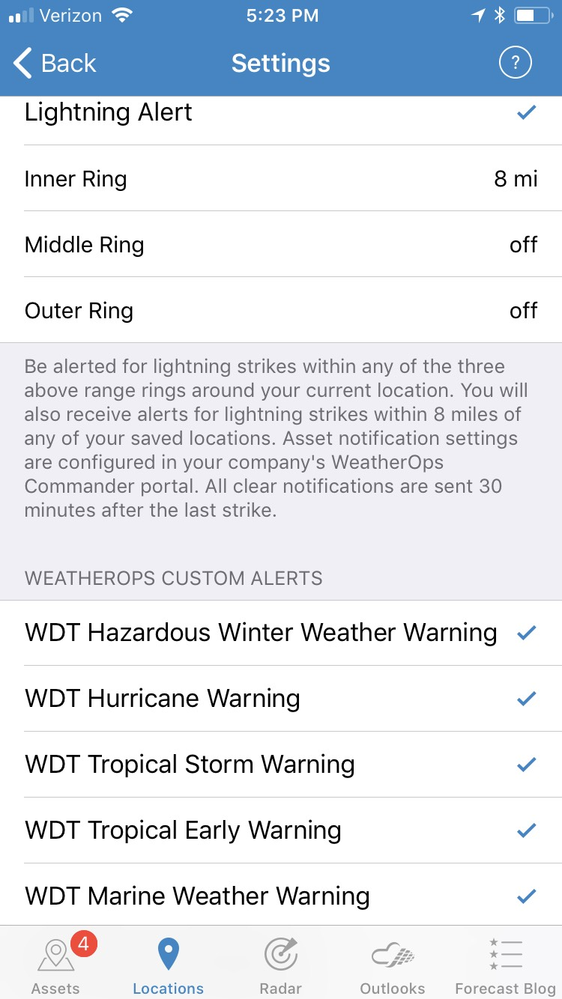 Verizon 5:23 PM
Back Settings ?
Lightning Alert
Inner Ring 8 mi
Middle Ring off
Outer Ring off
Be alerted for lightning strikes within any of the three
above range rings around your current location. You will
also receive alerts for lightning strikes within 8 miles of
any of your saved locations. Asset notification settings
are configured in your company's WeatherOps
Commander portal. All clear notifications are sent 30
minutes after the last strike.
WEATHEROPS CUSTOM ALERTS
WDT Hazardous Winter Weather Warning
WDT Hurricane Warning
WDT Tropical Storm Warning
WDT Tropical Early Warning
WDT Marine Weather Warning
4
Assets Locations Radar Outlooks Forecast Blog